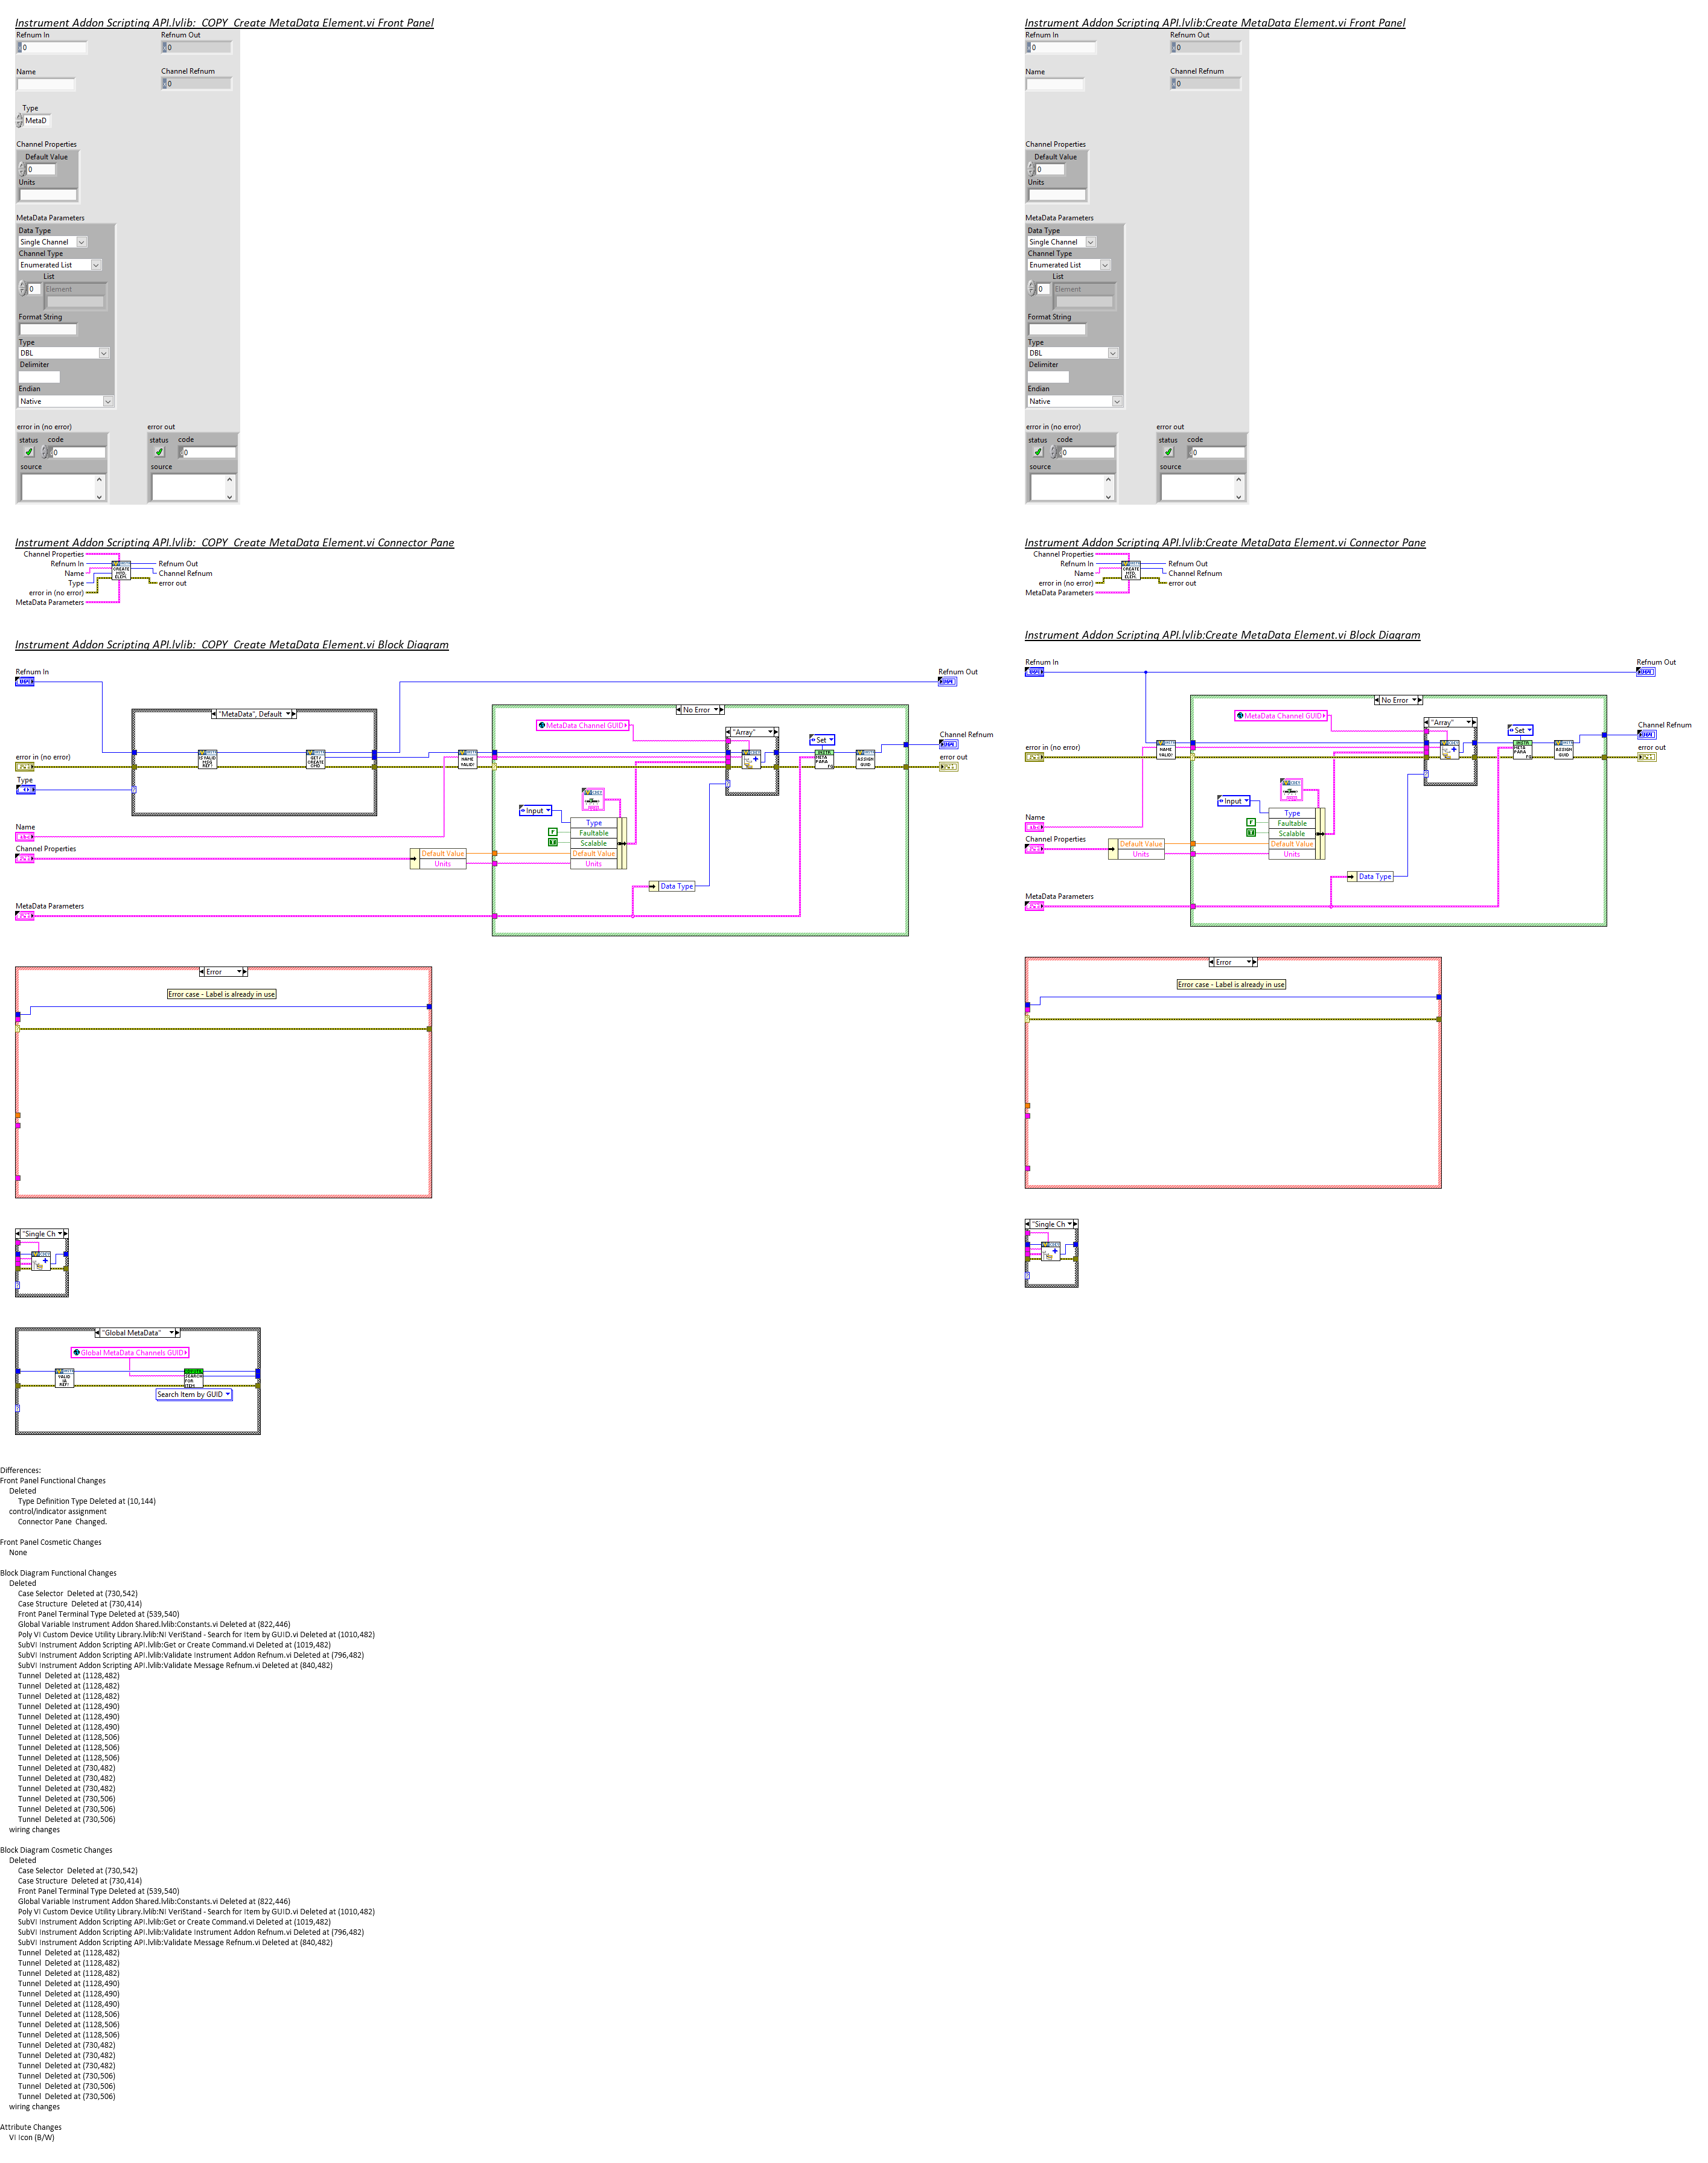 Instrument Addon Scripting API.lvlib:_COPY_Create MetaData Element.vi Front Panel
Refnum In
0
Refnum Out
0
Name
Channel Refnum
0
Type
MetaD
Channel Properties
Default Value
0
Units
MetaData Parameters
Data Type
Single Channel
Channel Type
Enumerated List
List
0
Element
Format String
Type
DBL
Delimiter
Endian
Native
error in (no error)
status code
0
source
error out
status code
0
source
Instrument Addon Scripting API.lvlib:Create MetaData Element.vi Front Panel
Refnum In
0
Refnum Out
0
Name
Channel Refnum
0
Channel Properties
Default Value
0
Units
MetaData Parameters
Data Type
Single Channel
Channel Type
Enumerated List
List
0
Element
Format String
Type
DBL
Delimiter
Endian
Native
error in (no error)
status code
0
source
error out
status code
0
source
Instrument Addon Scripting API.lvlib:_COPY_Create MetaData Element.vi Connector Pane
Channel Properties
Refnum In
Name
Type
error in (no error)
MetaData Parameters
Refnum Out
Channel Refnum
error out
Instrument Addon Scripting API.lvlib:Create MetaData Element.vi Connector Pane
Channel Properties
Refnum In
Name
error in (no error)
MetaData Parameters
Refnum Out
Channel Refnum
error out
Instrument Addon Scripting API.lvlib:_COPY_Create MetaData Element.vi Block Diagram
Refnum In
Refnum Out
"MetaData", Default
No Error
MetaData Channel GUID
"Array"
Set
Channel Refnum
error in (no error)
error out
Type
Input
Type
Faultable
Scalable
Default Value
Units
Name
Channel Properties
Default Value
Units
Data Type
MetaData Parameters
Error
Error case - Label is already in use
"Single Ch
"Global MetaData"
Global MetaData Channels GUID
Search Item by GUID
Instrument Addon Scripting API.lvlib:Create MetaData Element.vi Block Diagram
Refnum In
Refnum Out
No Error
MetaData Channel GUID
"Array"
Set
Channel Refnum
error in (no error)
error out
Input
Type
Faultable
Scalable
Default Value
Units
Name
Channel Properties
Default Value
Units
Data Type
MetaData Parameters
Error
Error case - Label is already in use
"Single Ch
Differences:
Front Panel Functional Changes
Deleted
Type Definition Type Deleted at (10,144)
control/indicator assignment
Connector Pane  Changed.
Front Panel Cosmetic Changes
None
Block Diagram Functional Changes
Deleted
Case Selector  Deleted at (730,542)
Case Structure  Deleted at (730,414)
Front Panel Terminal Type Deleted at (539,540)
Global Variable Instrument Addon Shared.lvlib:Constants.vi Deleted at (822,446)
Poly VI Custom Device Utility Library.lvlib:NI VeriStand - Search for Item by GUID.vi Deleted at (1010,482)
SubVI Instrument Addon Scripting API.lvlib:Get or Create Command.vi Deleted at (1019,482)
SubVI Instrument Addon Scripting API.lvlib:Validate Instrument Addon Refnum.vi Deleted at (796,482)
SubVI Instrument Addon Scripting API.lvlib:Validate Message Refnum.vi Deleted at (840,482)
Tunnel  Deleted at (1128,482)
Tunnel  Deleted at (1128,482)
Tunnel  Deleted at (1128,482)
Tunnel  Deleted at (1128,490)
Tunnel  Deleted at (1128,490)
Tunnel  Deleted at (1128,490)
Tunnel  Deleted at (1128,506)
Tunnel  Deleted at (1128,506)
Tunnel  Deleted at (1128,506)
Tunnel  Deleted at (730,482)
Tunnel  Deleted at (730,482)
Tunnel  Deleted at (730,482)
Tunnel  Deleted at (730,506)
Tunnel  Deleted at (730,506)
Tunnel  Deleted at (730,506)
wiring changes
Block Diagram Cosmetic Changes
Deleted
Case Selector  Deleted at (730,542)
Case Structure  Deleted at (730,414)
Front Panel Terminal Type Deleted at (539,540)
Global Variable Instrument Addon Shared.lvlib:Constants.vi Deleted at (822,446)
Poly VI Custom Device Utility Library.lvlib:NI VeriStand - Search for Item by GUID.vi Deleted at (1010,482)
SubVI Instrument Addon Scripting API.lvlib:Get or Create Command.vi Deleted at (1019,482)
SubVI Instrument Addon Scripting API.lvlib:Validate Instrument Addon Refnum.vi Deleted at (796,482)
SubVI Instrument Addon Scripting API.lvlib:Validate Message Refnum.vi Deleted at (840,482)
Tunnel  Deleted at (1128,482)
Tunnel  Deleted at (1128,482)
Tunnel  Deleted at (1128,482)
Tunnel  Deleted at (1128,490)
Tunnel  Deleted at (1128,490)
Tunnel  Deleted at (1128,490)
Tunnel  Deleted at (1128,506)
Tunnel  Deleted at (1128,506)
Tunnel  Deleted at (1128,506)
Tunnel  Deleted at (730,482)
Tunnel  Deleted at (730,482)
Tunnel  Deleted at (730,482)
Tunnel  Deleted at (730,506)
Tunnel  Deleted at (730,506)
Tunnel  Deleted at (730,506)
wiring changes
Attribute Changes
VI Icon (B/W)